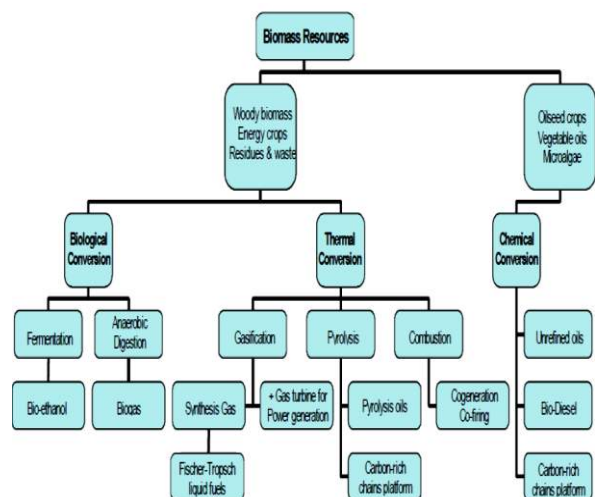 Biomass Resources
Woody biomass
Energy crops
Residues & waste
Oilseed crops
Vegetable oils
Microalgae
Biological
Conversion
Thermal
Conversion
Chemical
Conversion
Fermentation
Anaerobic
Digestion
Gasification
Pyrolysis
Combustion
Unrefined oils
Bio-ethanol
Biogas
Synthesis Gas
+ Gas turbine for
Power generation
Pyrolysis oils
Cogeneration
Co-firing
Bio-Diesel
Fischer-Tropsch
liquid fuels
Carbon-rich
chains platform
Carbon-rich
chains platform